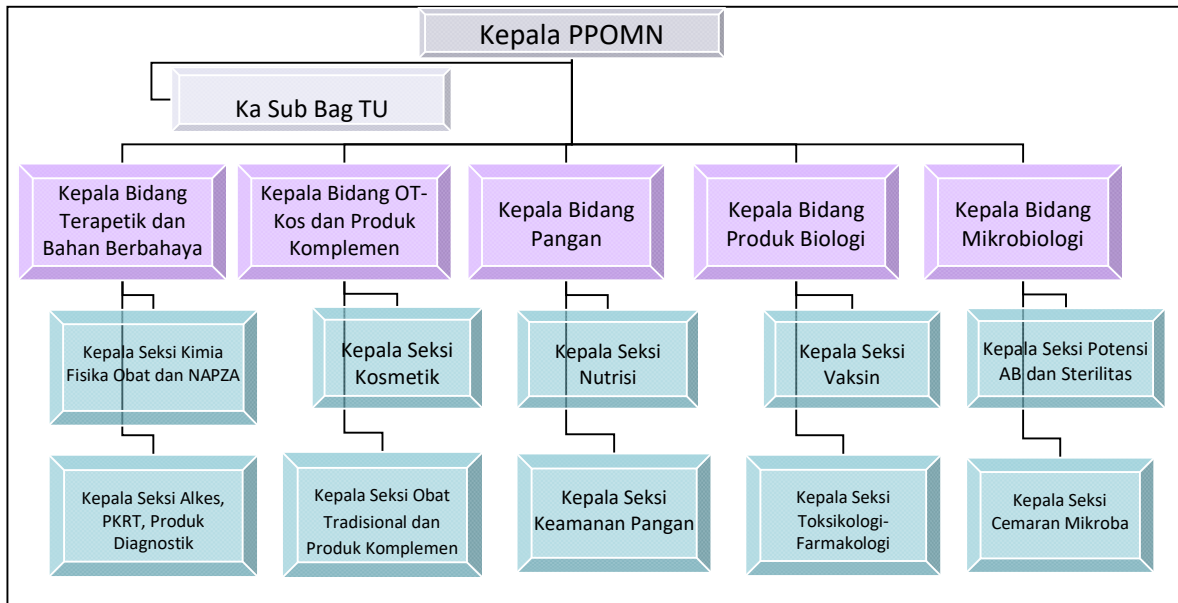 Kepala PPOMN
Ka Sub Bag TU
Kepala Bidang
Terapetik dan
Bahan Berbahaya
Kepala Bidang OT-
Kos dan Produk
Komplemen
Kepala Bidang
Pangan
Kepala Bidang
Produk Biologi
Kepala Bidang
Mikrobiologi
Kepala Seksi Kimia
Fisika Obat dan NAPZA
Kepala Seksi
Kosmetik
Kepala Seksi
Nutrisi
Kepala Seksi
Vaksin
Kepala Seksi Potensi
AB dan Sterilitas
Kepala Seksi Alkes,
PKRT, Produk
Diagnostik
Kepala Seksi Obat
Tradisional dan
Produk Komplemen
Kepala Seksi
Keamanan Pangan
Kepala Seksi
Toksikologi-
Farmakologi
Kepala Seksi
Cemaran Mikroba